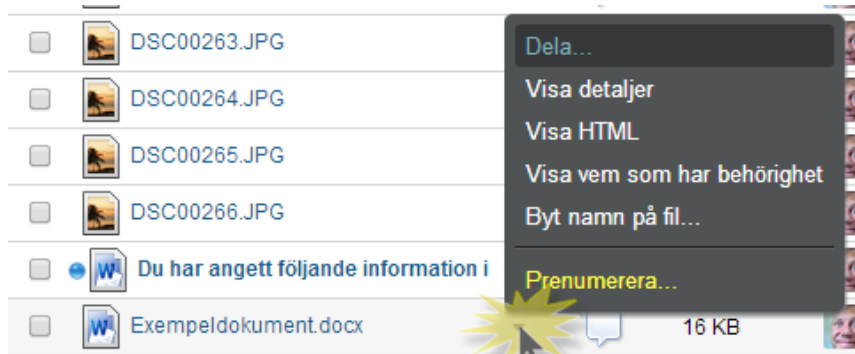 DSC00263.JPG
DSC00264.JPG
DSC00265.JPG
DSC00266.JPG
Du har angett följande information i
Exempeldokument.docx
16 KB
Dela...
Visa detaljer
Visa HTML
Visa vem som har behörighet
Byt namn på fil...
Prenumerera...